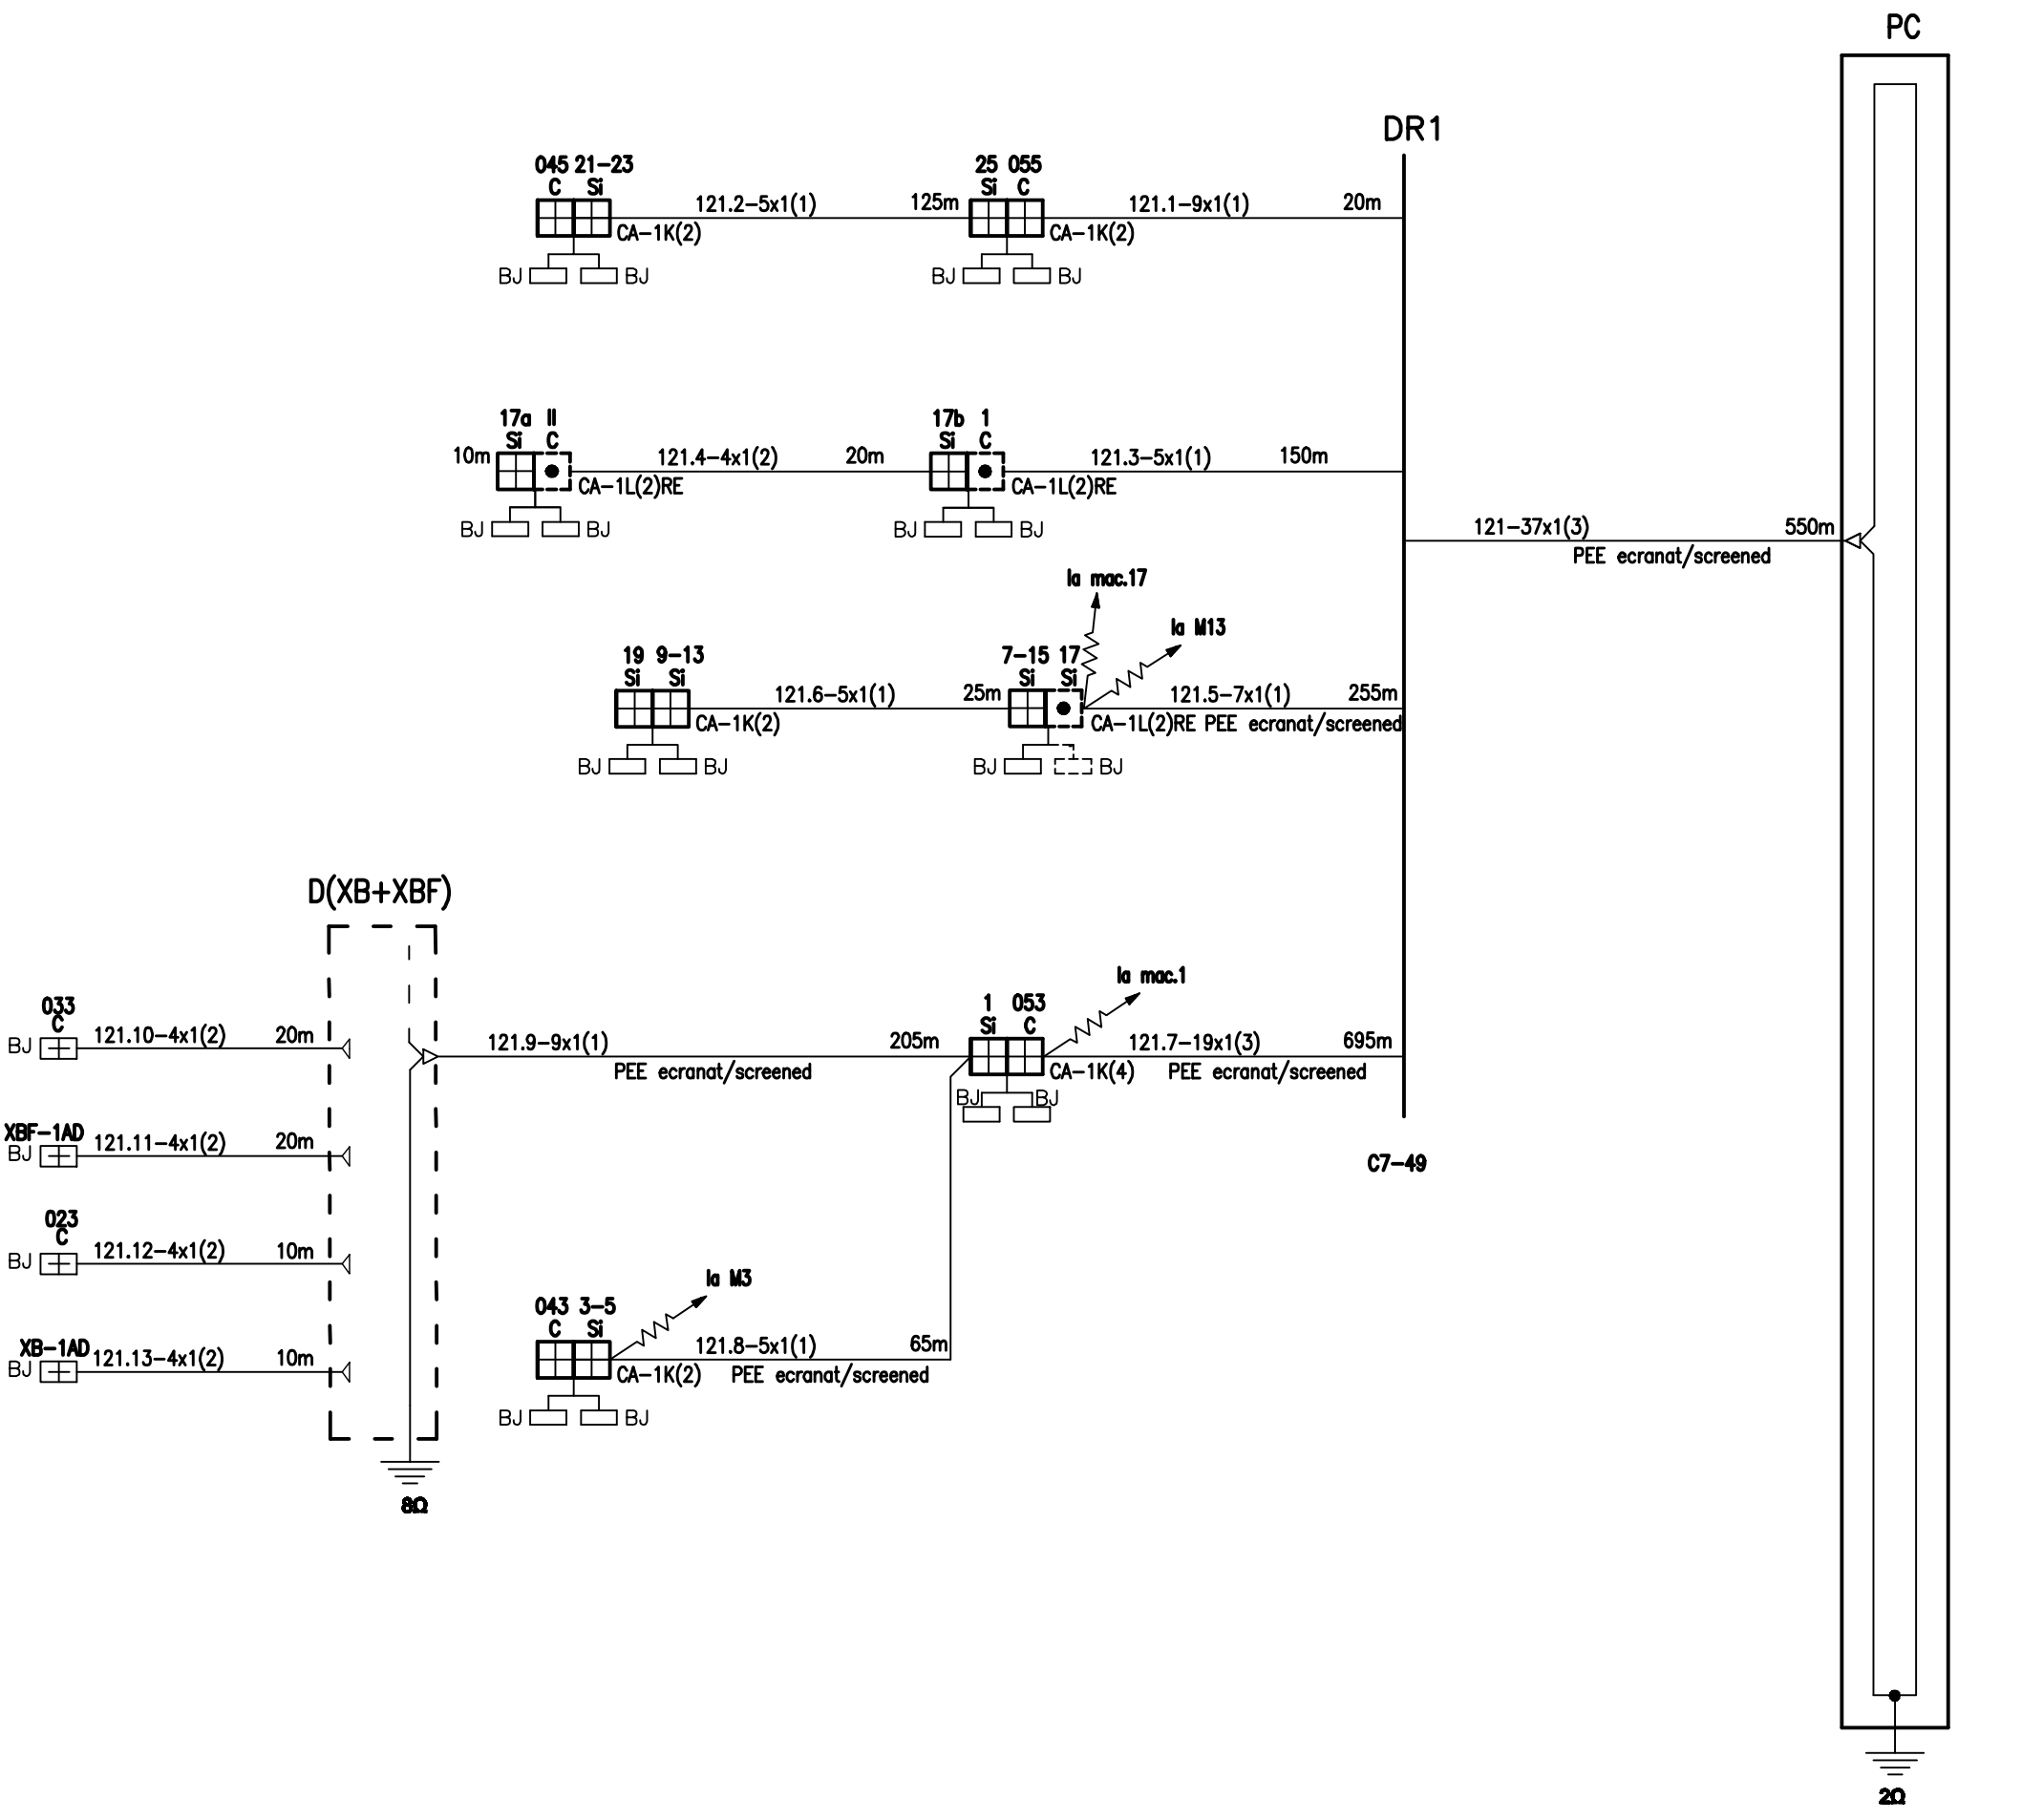 PC
DR1
045 21-23
C Si
25 055
Si C
121.2-5x1(1)
125m
121.1-9x1(1)
20m
CA-1K(2)
CA-1K(2)
BJ
BJ
BJ
BJ
17a II
Si C
17b 1
Si C
10m
121.4-4x1(2)
20m
121.3-5x1(1)
150m
CA-1L(2)RE
CA-1L(2)RE
BJ
BJ
BJ
BJ
121-37x1(3)
550m
PEE ecranat/screened
la mac.17
la M13
19 9-13
Si Si
7-15 17
Si Si
121.6-5x1(1)
25m
121.5-7x1(1)
255m
CA-1K(2)
CA-1L(2)RE PEE ecranat/screened
BJ
BJ
BJ
BJ
D(XB+XBF)
la mac.1
033
C
1 053
Si C
BJ
121.10-4x1(2)
20m
121.9-9x1(1)
205m
121.7-19x1(3)
695m
PEE ecranat/screened
CA-1K(4)
PEE ecranat/screened
BJ
BJ
XBF-1AD
BJ
121.11-4x1(2)
20m
C7-49
023
C
BJ
121.12-4x1(2)
10m
la M3
043 3-5
C Si
XB-1AD
BJ
121.13-4x1(2)
10m
121.8-5x1(1)
65m
CA-1K(2)
PEE ecranat/screened
BJ
BJ
8Ω
2Ω